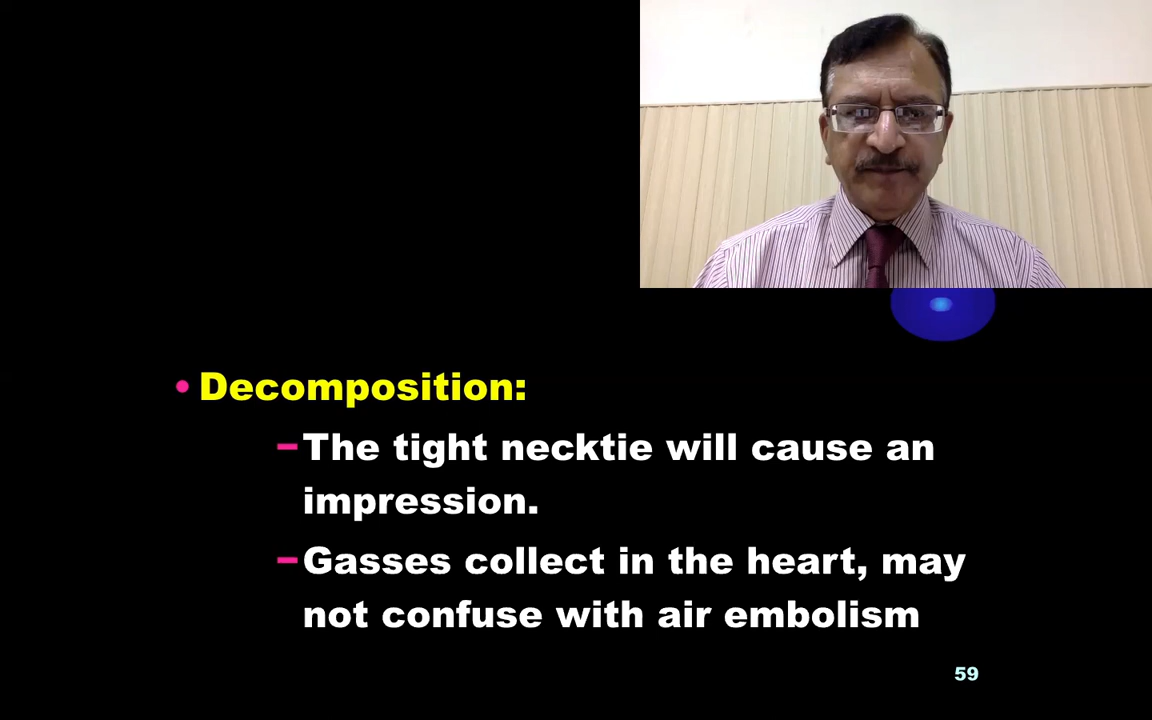 • Decomposition:
–The tight necktie will cause an
impression.
–Gasses collect in the heart, may
not confuse with air embolism
59